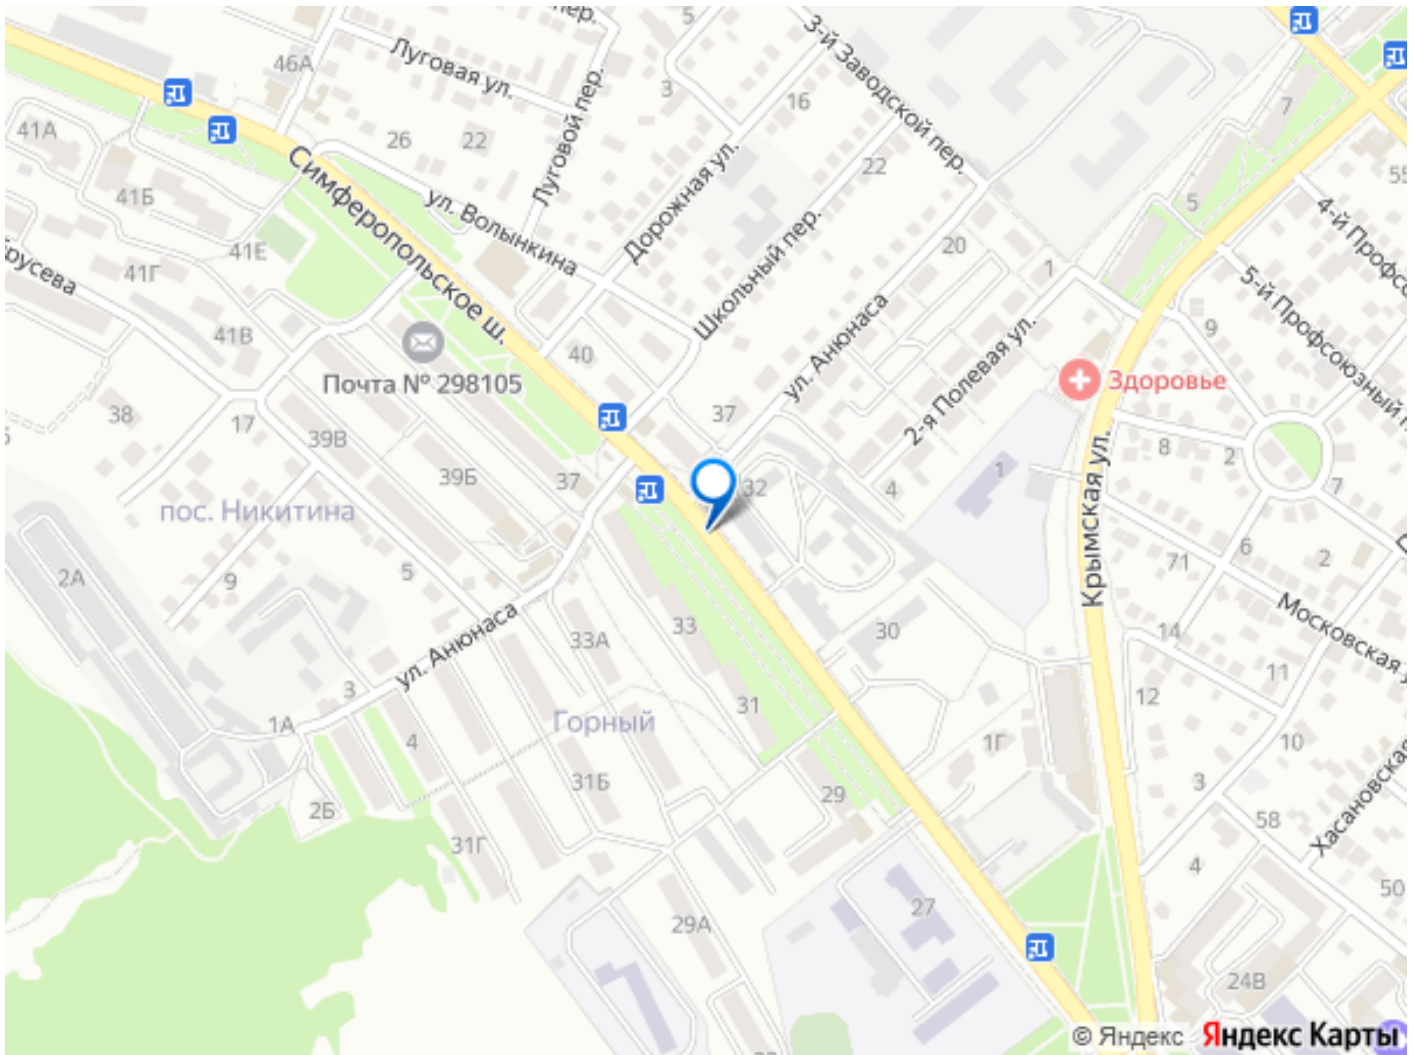 пер.
5
46А
Луговая ул.
3
Луговой пер.
16
3-й Заводской пер.
7
41А
26
22
22
55
41Б
Симферопольское ш.
ул. Волынкина
Дорожная ул.
Школьный пер.
5
4-й Профсо
41Е
20
1
41Г
брусева
5-й Профсоюзный п
41В
40
ул. Анюнаса
2-я Полевая ул.
9
Почта № 298105
Здоровье
38
17
39В
37
8
2
39Б
37
32
4
1
7
пос. Никитина
Крымская ул.
2А
9
5
6
2
71
ул. Анюнаса
33А
33
30
14
Московская у
3
31
12
11
1А
4
Горный
1Г
10
2Б
31Б
29
3
Хасановская
31Г
58
4
50
29А
27
24В
© Яндекс
Яндекс Карты